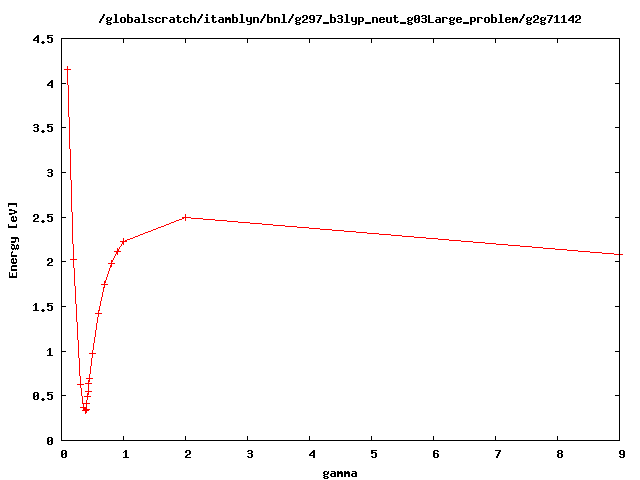 /globalscratch/itamblyn/bnl/g297_b3lyp_neut_g03Large_problem/g2g71142
4.5
4
3.5
3
2.5
2
1.5
1
0.5
0
Energy [eV]
0 1 2 3 4 5 6 7 8 9
gamma